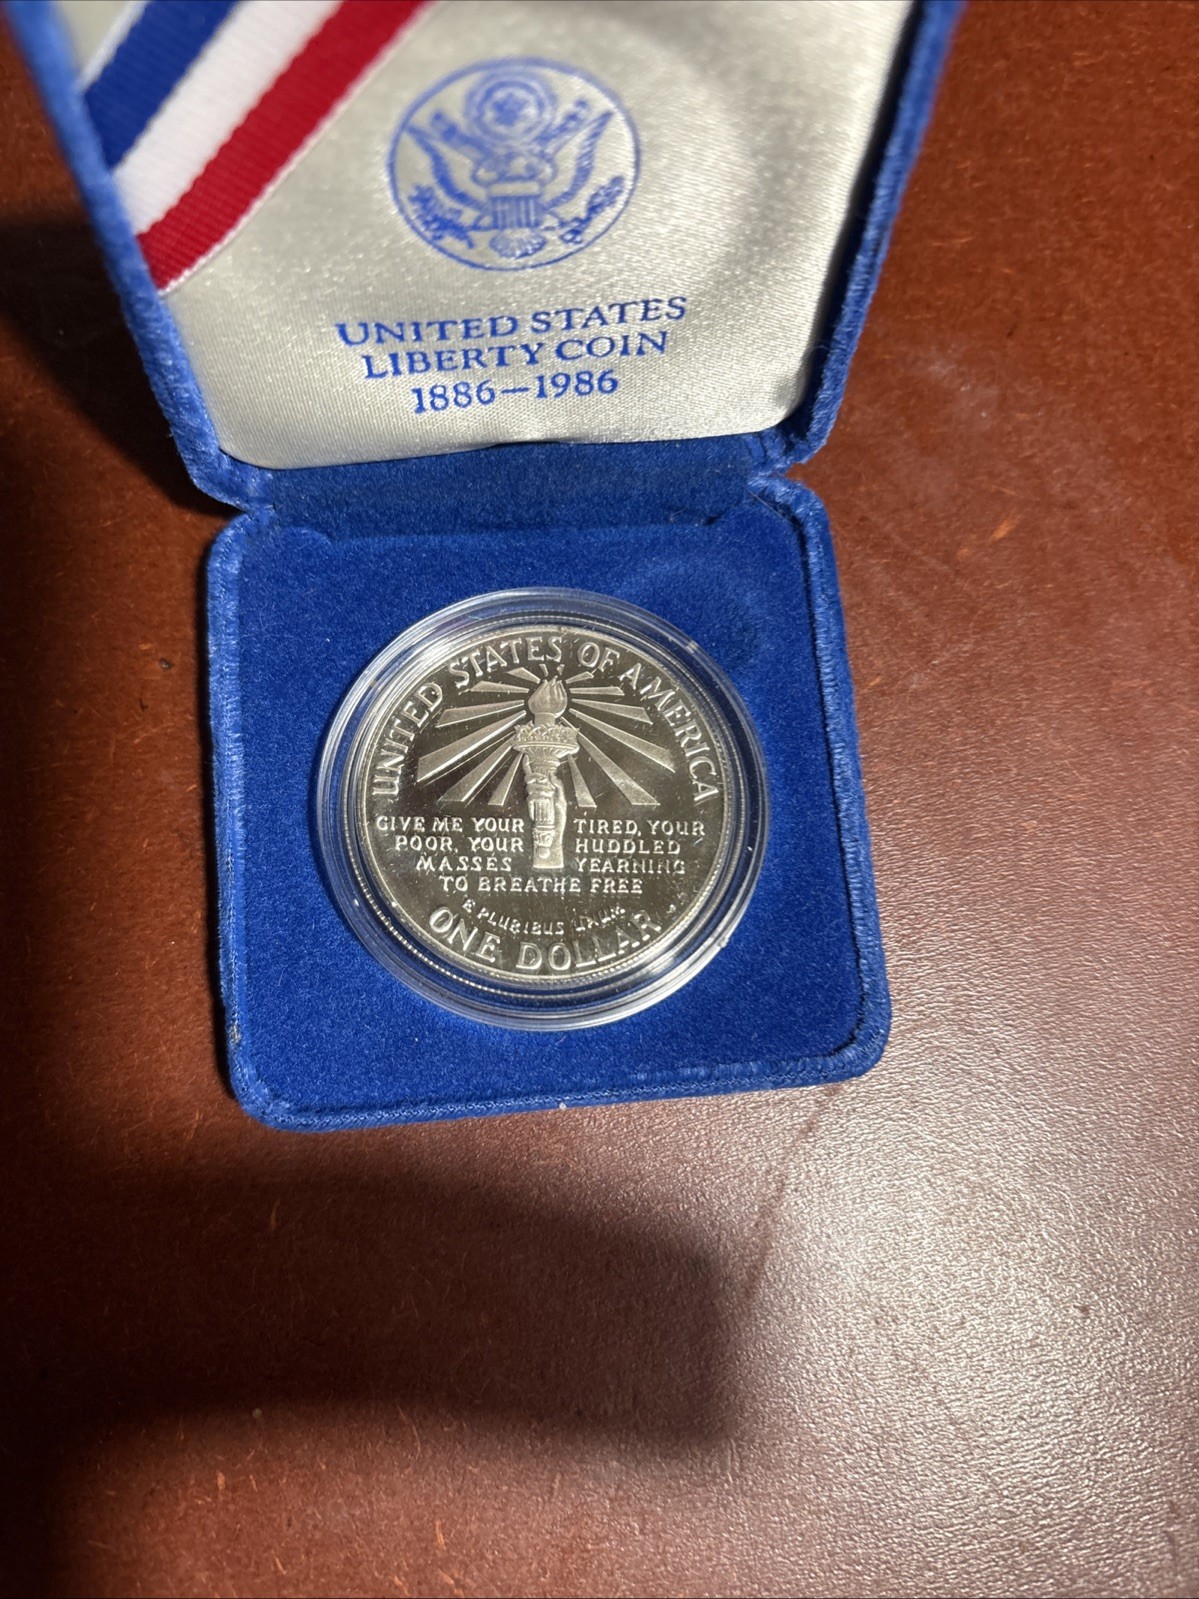 UNITED STATES
LIBERTY COIN
1886–1986
UNITED STATES OF AMERICA
GIVE ME YOUR TIRED, YOUR
POOR, YOUR HUDDLED
MASSES YEARNING
TO BREATHE FREE
E PLURIBUS UNUM
ONE DOLLAR